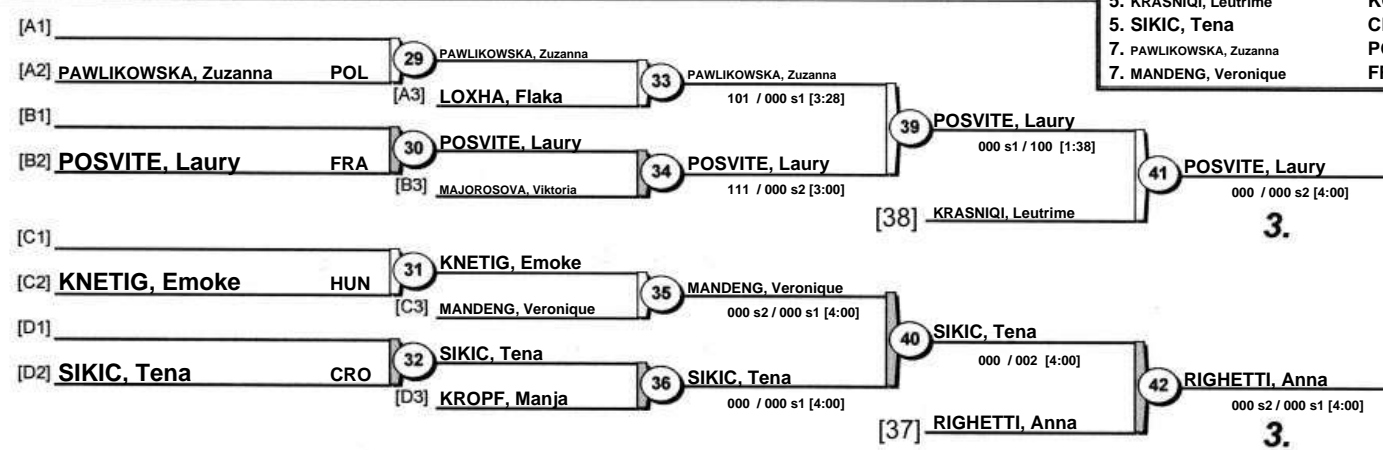 5. KRASNIQI, Leutrime
5. SIKIC, Tena
7. PAWLIKOWSKA, Zuzanna
7. MANDENG, Veronique
[A1]
[A2] PAWLIKOWSKA, Zuzanna POL
29
PAWLIKOWSKA, Zuzanna
[A3] LOXHA, Flaka
33
PAWLIKOWSKA, Zuzanna
101 / 000 s1 [3:28]
[B1]
[B2] POSVITE, Laury FRA
30
POSVITE, Laury
[B3] MAJOROSOVA, Viktoria
34
POSVITE, Laury
111 / 000 s2 [3:00]
39
POSVITE, Laury
000 s1 / 100 [1:38]
[38] KRASNIQI, Leutrime
41
POSVITE, Laury
000 / 000 s2 [4:00]
3.
[C1]
[C2] KNETIG, Emoke HUN
31
KNETIG, Emoke
[C3] MANDENG, Veronique
35
MANDENG, Veronique
000 s2 / 000 s1 [4:00]
[D1]
[D2] SIKIC, Tena CRO
32
SIKIC, Tena
[D3] KROPF, Manja
36
SIKIC, Tena
000 / 000 s1 [4:00]
40
SIKIC, Tena
000 / 002 [4:00]
[37] RIGHETTI, Anna
42
RIGHETTI, Anna
000 s2 / 000 s1 [4:00]
3.